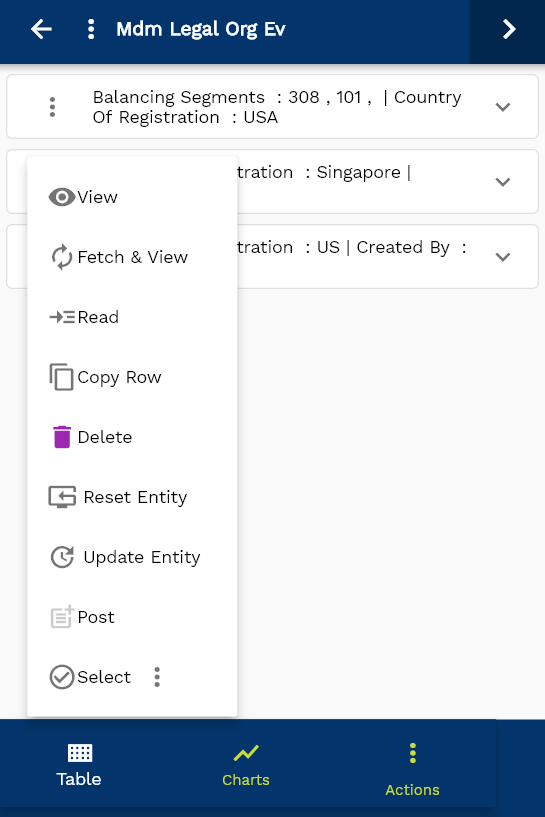 Mdm Legal Org Ev
Balancing Segments : 308 , 101 , | Country
Of Registration : USA
tration : Singapore |
tration : US | Created By :
View
Fetch & View
Read
Copy Row
Delete
Reset Entity
Update Entity
Post
Select
Table
Charts
Actions